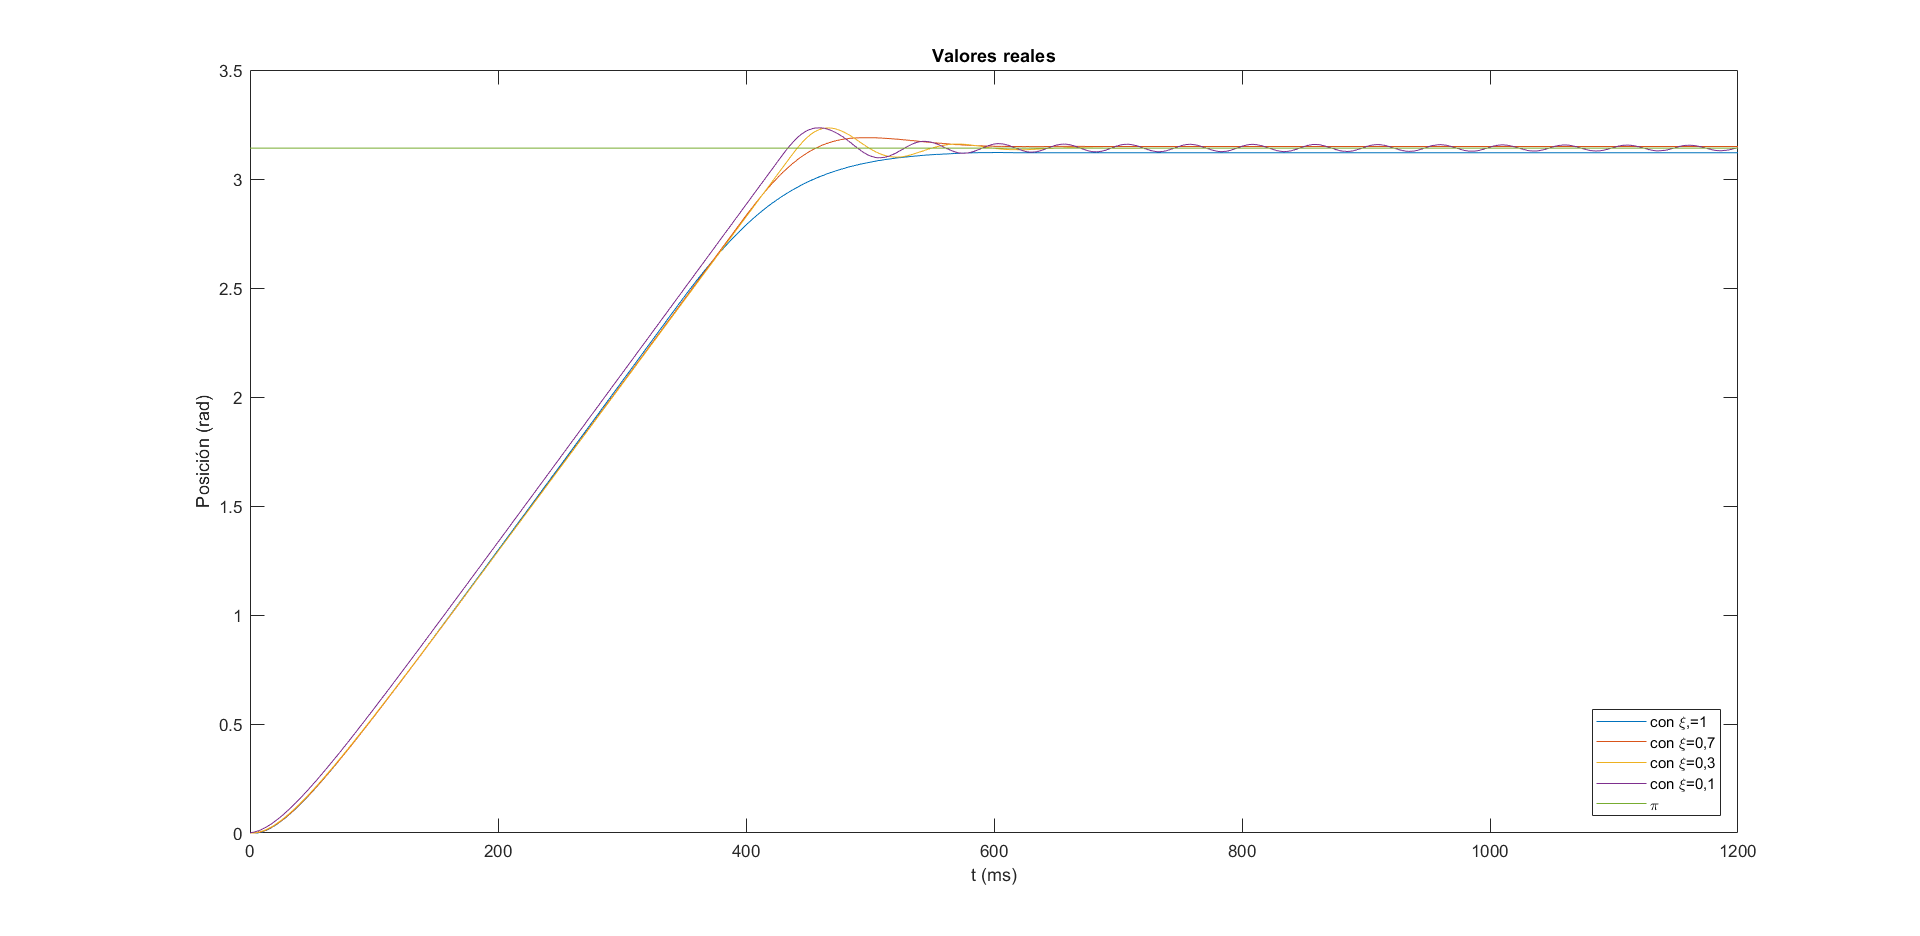 Valores reales
3.5
3
2.5
2
1.5
1
0.5
0
Posición (rad)
0 200 400 600 800 1000 1200
t (ms)
con ξ,=1
con ξ=0,7
con ξ=0,3
con ξ=0,1
π